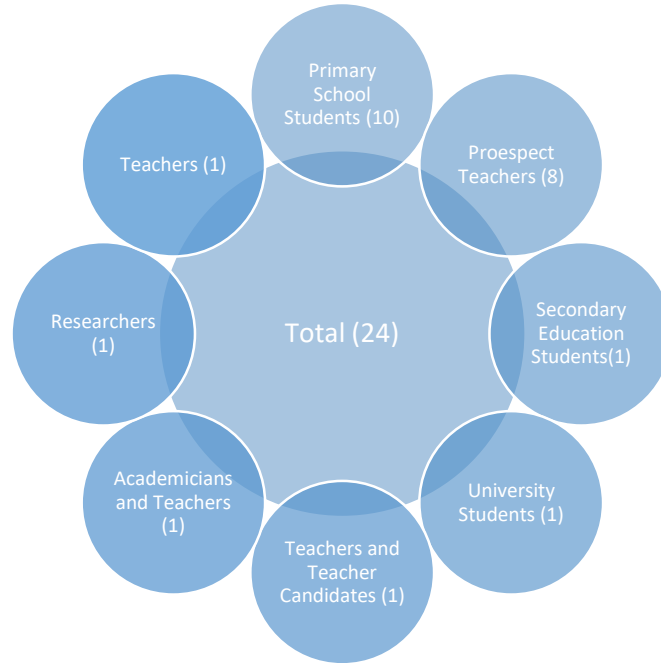 Primary
School
Students (10)
Proespect
Teachers (8)
Secondary
Education
Students(1)
University
Students (1)
Teachers and
Teacher
Candidates (1)
Academicians
and Teachers
(1)
Researchers
(1)
Teachers (1)
Total (24)